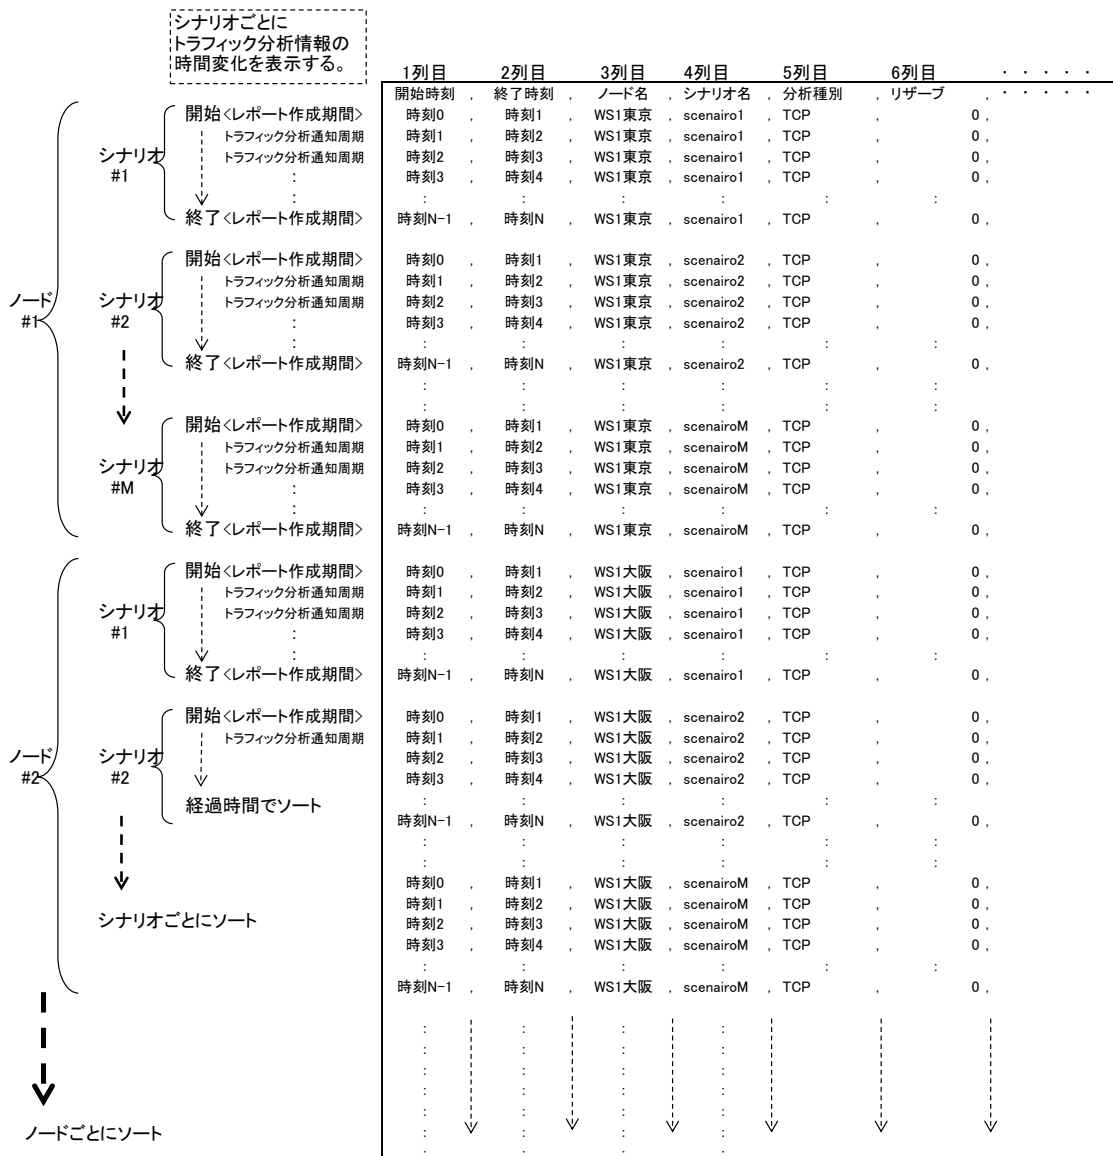 シナリオごとに
トラフィック分析情報の
時間変化を表示する。
1列目 2列目 3列目 4列目 5列目 6列目 ・ ・ ・ ・ ・
開始時刻 , 終了時刻 , ノード名 , シナリオ名 , 分析種別 , リザーブ , ・ ・ ・ ・ ・
開始<レポート作成期間> 時刻0 , 時刻1 , WS1東京 , scenairo1 , TCP , 0 ,
トラフィック分析通知周期 時刻1 , 時刻2 , WS1東京 , scenairo1 , TCP , 0 ,
シナリオ トラフィック分析通知周期 時刻2 , 時刻3 , WS1東京 , scenairo1 , TCP , 0 ,
#1 : 時刻3 , 時刻4 , WS1東京 , scenairo1 , TCP , 0 ,
: : : : : : :
終了<レポート作成期間> 時刻N-1 , 時刻N , WS1東京 , scenairo1 , TCP , 0 ,
開始<レポート作成期間> 時刻0 , 時刻1 , WS1東京 , scenairo2 , TCP , 0 ,
トラフィック分析通知周期 時刻1 , 時刻2 , WS1東京 , scenairo2 , TCP , 0 ,
ノード シナリオ トラフィック分析通知周期 時刻2 , 時刻3 , WS1東京 , scenairo2 , TCP , 0 ,
#1 #2 : 時刻3 , 時刻4 , WS1東京 , scenairo2 , TCP , 0 ,
: : : : : : :
終了<レポート作成期間> 時刻N-1 , 時刻N , WS1東京 , scenairo2 , TCP , 0 ,
: : : : : :
: : : : : :
開始<レポート作成期間> 時刻0 , 時刻1 , WS1東京 , scenairoM , TCP , 0 ,
トラフィック分析通知周期 時刻1 , 時刻2 , WS1東京 , scenairoM , TCP , 0 ,
シナリオ トラフィック分析通知周期 時刻2 , 時刻3 , WS1東京 , scenairoM , TCP , 0 ,
#M : 時刻3 , 時刻4 , WS1東京 , scenairoM , TCP , 0 ,
: : : : : : :
終了<レポート作成期間> 時刻N-1 , 時刻N , WS1東京 , scenairoM , TCP , 0 ,
開始<レポート作成期間> 時刻0 , 時刻1 , WS1大阪 , scenairo1 , TCP , 0 ,
トラフィック分析通知周期 時刻1 , 時刻2 , WS1大阪 , scenairo1 , TCP , 0 ,
シナリオ トラフィック分析通知周期 時刻2 , 時刻3 , WS1大阪 , scenairo1 , TCP , 0 ,
#1 : 時刻3 , 時刻4 , WS1大阪 , scenairo1 , TCP , 0 ,
: : : : : : :
終了<レポート作成期間> 時刻N-1 , 時刻N , WS1大阪 , scenairo1 , TCP , 0 ,
開始<レポート作成期間> 時刻0 , 時刻1 , WS1大阪 , scenairo2 , TCP , 0 ,
トラフィック分析通知周期 時刻1 , 時刻2 , WS1大阪 , scenairo2 , TCP , 0 ,
ノード シナリオ 時刻2 , 時刻3 , WS1大阪 , scenairo2 , TCP , 0 ,
#2 #2 時刻3 , 時刻4 , WS1大阪 , scenairo2 , TCP , 0 ,
経過時間でソート : : : : : :
時刻N-1 , 時刻N , WS1大阪 , scenairo2 , TCP , 0 ,
: : : : : :
: : : : : :
時刻0 , 時刻1 , WS1大阪 , scenairoM , TCP , 0 ,
時刻1 , 時刻2 , WS1大阪 , scenairoM , TCP , 0 ,
シナリオごとにソート 時刻2 , 時刻3 , WS1大阪 , scenairoM , TCP , 0 ,
時刻3 , 時刻4 , WS1大阪 , scenairoM , TCP , 0 ,
: : : : : :
時刻N-1 , 時刻N , WS1大阪 , scenairoM , TCP , 0 ,
: : : :
: : : :
: : : :
: : : :
: : : :
ノードごとにソート : : : :
. . . .